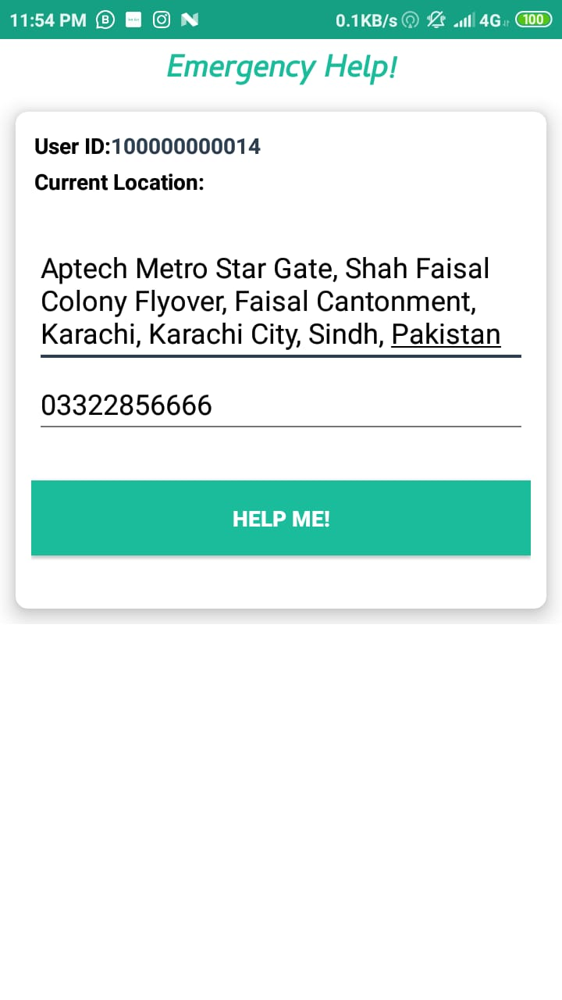 11:54 PM 0.1KB/s 4G 100
Emergency Help!
User ID:100000000014
Current Location:
Aptech Metro Star Gate, Shah Faisal
Colony Flyover, Faisal Cantonment,
Karachi, Karachi City, Sindh, Pakistan
03322856666
HELP ME!